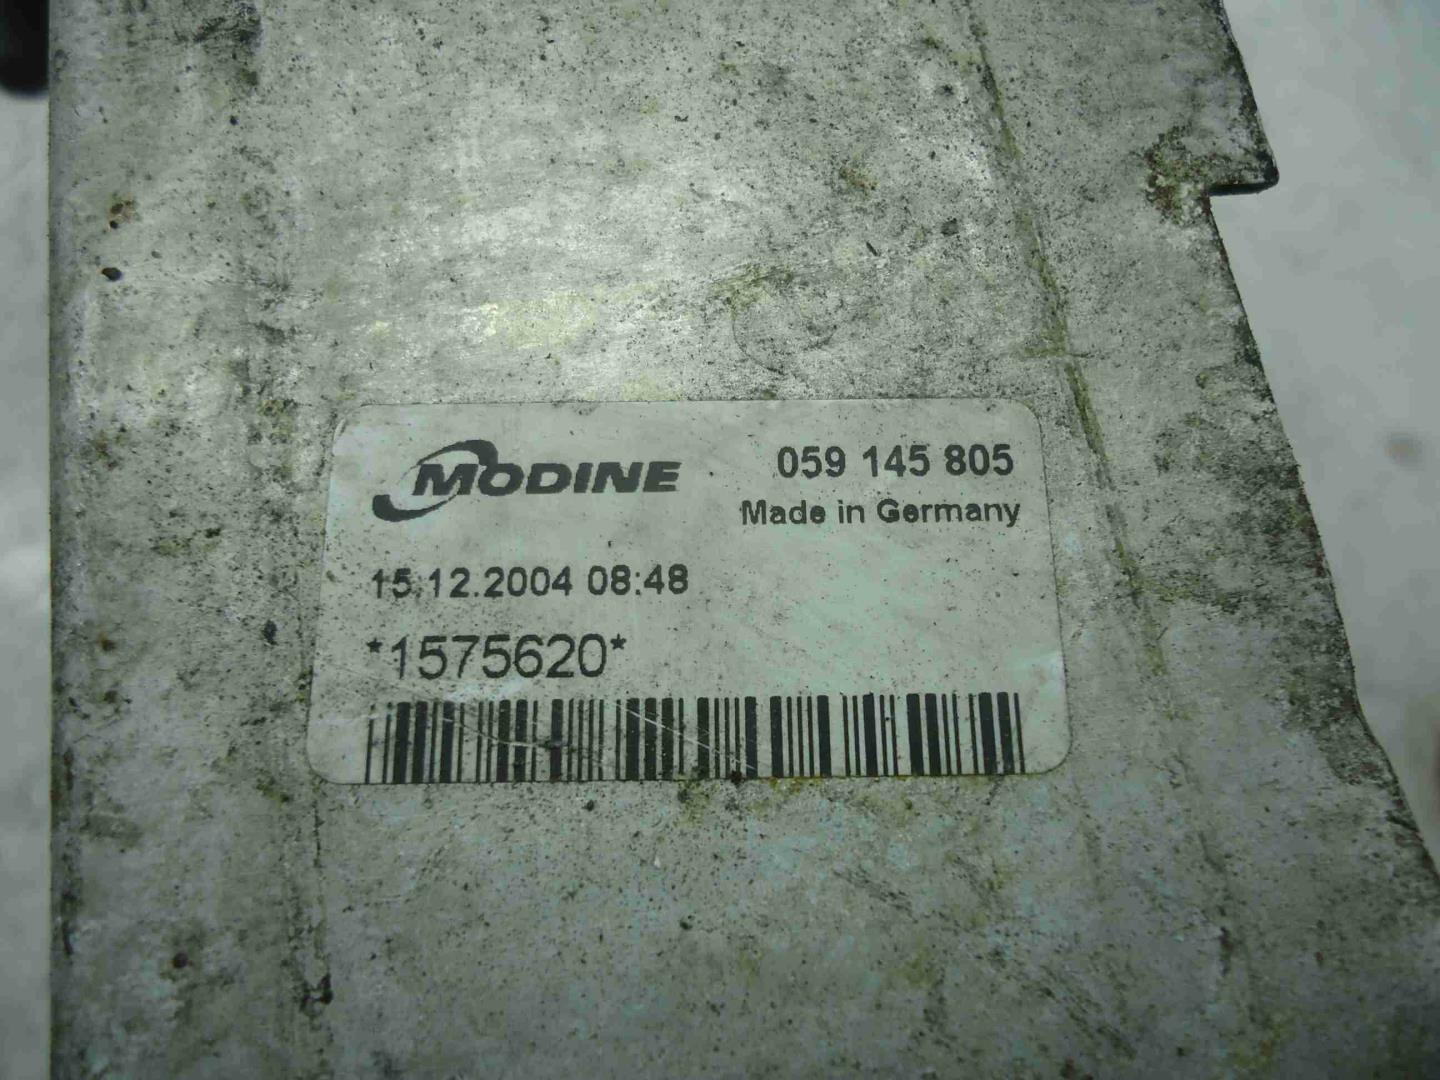 MODINE 059 145 805
Made in Germany
15.12.2004 08:48
*1575620*